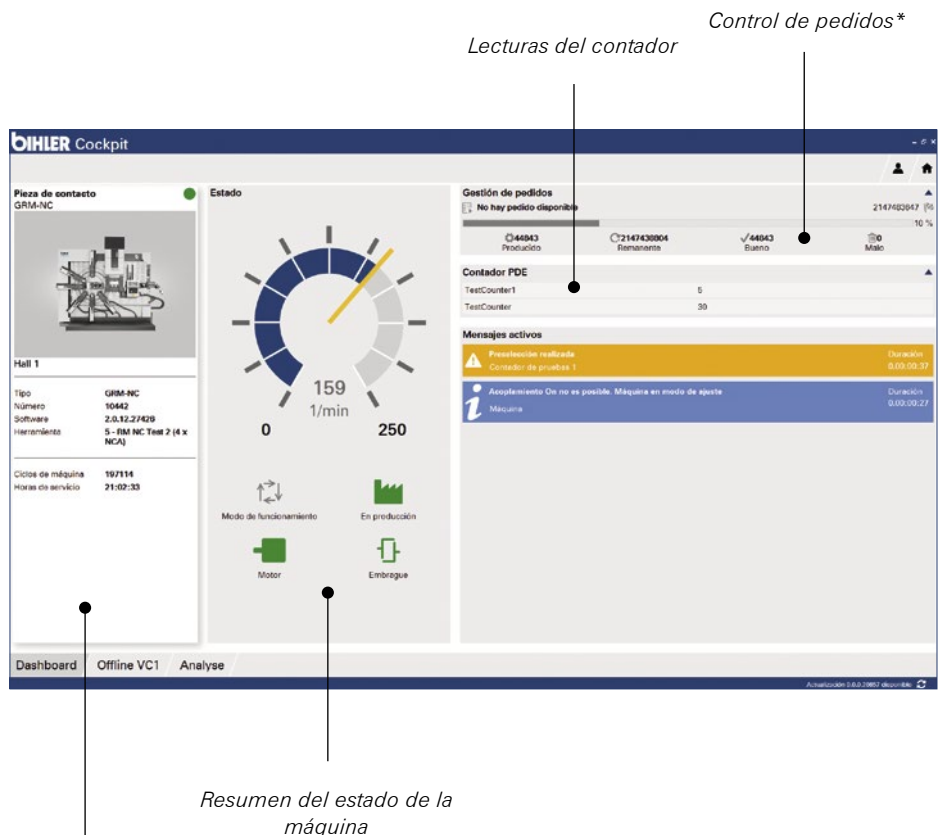 Control de pedidos*
Lecturas del contador
BIHLER Cockpit
Pieza de contacto
GRM-NC
Hall 1
Tipo GRM-NC
Número 10442
Software 2.0.12.27426
Herramienta 5 - RM NC Test 2 (4 x
NCA)
Ciclos de máquina 197114
Horas de servicio 21:02:33
Estado
159
1/min
0 250
Modo de funcionamiento En producción
Motor Embrague
Gestión de pedidos
No hay pedido disponible 2147483647
10 %
44843 2147438804 44843 0
Producido Remanente Bueno Malo
Contador PDE
TestCounter1 5
TestCounter 30
Mensajes activos
Preselección realizada Duración
Contador de pruebas 1 0.00:00:37
Acoplamiento On no es posible. Máquina en modo de ajuste Duración
Máquina 0.00:00:27
Dashboard Offline VC1 Analyse
Actualización disponible
Resumen del estado de la
máquina